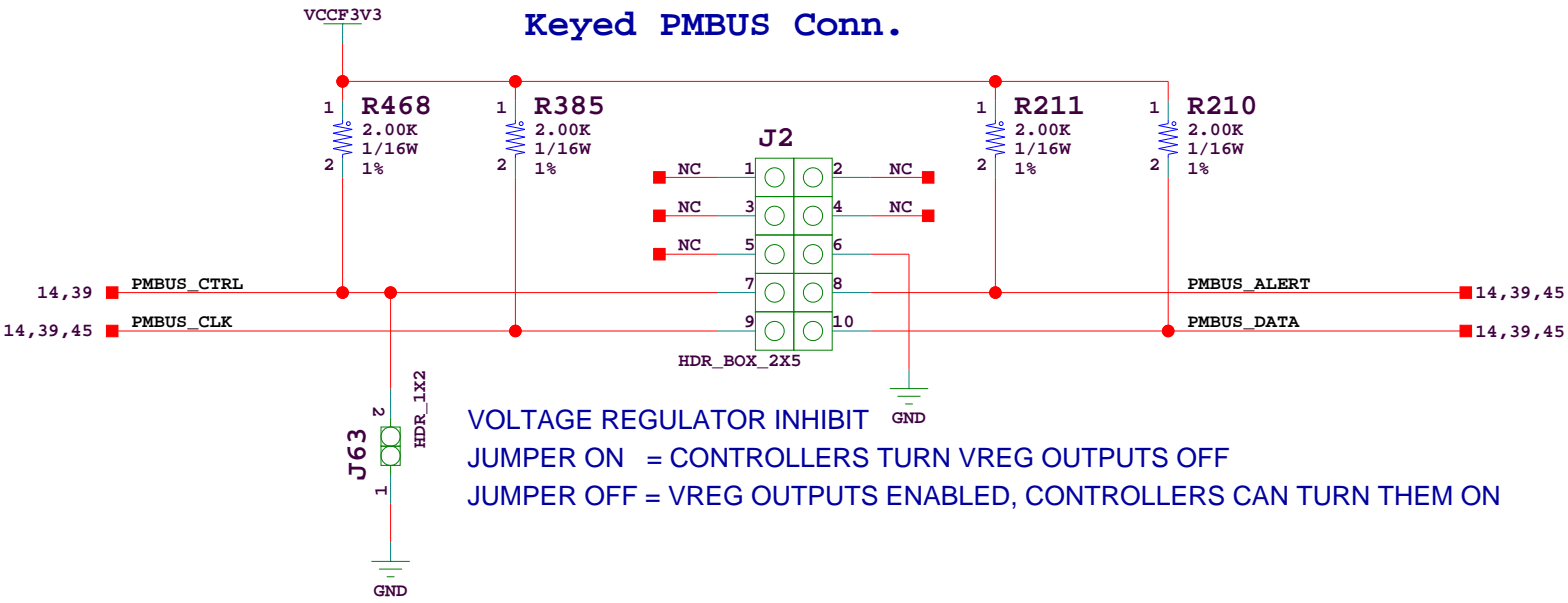 VCCF3V3
Keyed PMBUS Conn.
1 R468
2.00K
1/16W
2 1%
1 R385
2.00K
1/16W
2 1%
1 R211
2.00K
1/16W
2 1%
1 R210
2.00K
1/16W
2 1%
J2
NC 1 2 NC
NC 3 4 NC
NC 5 6
14,39 PMBUS_CTRL 7 8 PMBUS_ALERT 14,39,45
14,39,45 PMBUS_CLK 9 10 PMBUS_DATA 14,39,45
HDR_BOX_2X5
GND
J63
2
1
HDR_1X2
GND
VOLTAGE REGULATOR INHIBIT
JUMPER ON = CONTROLLERS TURN VREG OUTPUTS OFF
JUMPER OFF = VREG OUTPUTS ENABLED, CONTROLLERS CAN TURN THEM ON